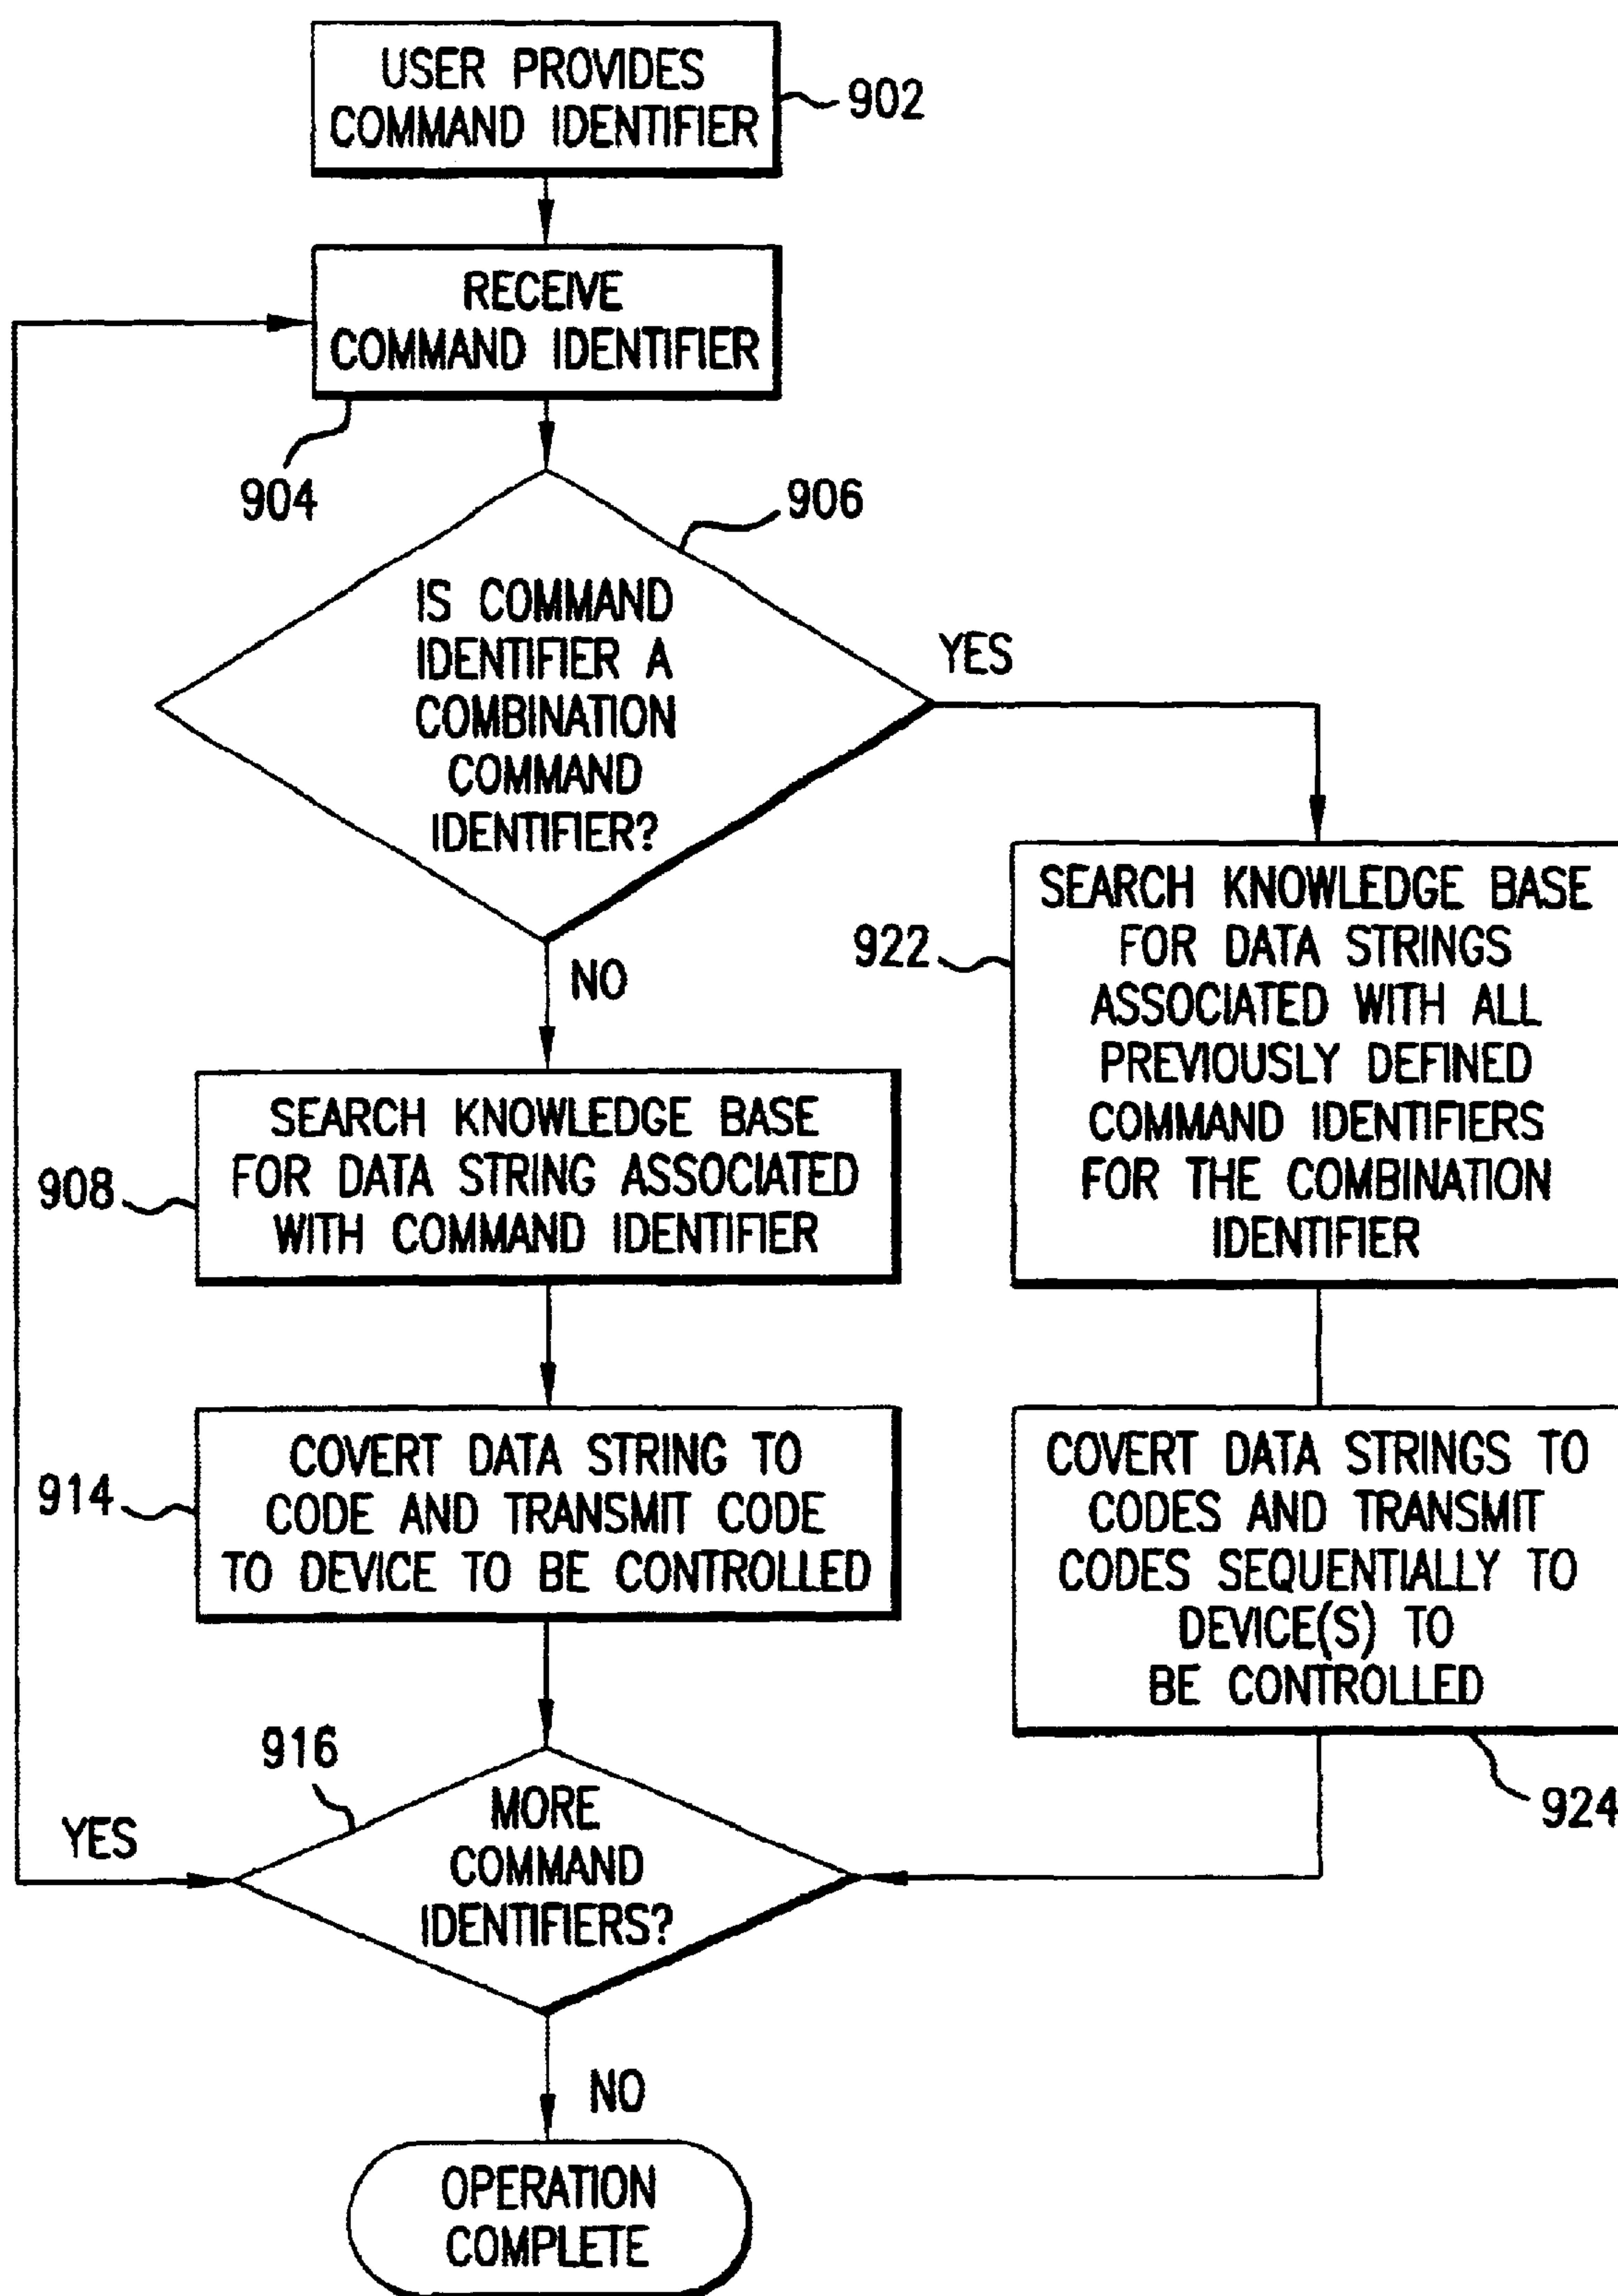 USER PROVIDES
COMMAND IDENTIFIER
902
RECEIVE
COMMAND IDENTIFIER
904
906
IS COMMAND
IDENTIFIER A
COMBINATION
COMMAND
IDENTIFIER?
YES
NO
922
SEARCH KNOWLEDGE BASE
FOR DATA STRINGS
ASSOCIATED WITH ALL
PREVIOUSLY DEFINED
COMMAND IDENTIFIERS
FOR THE COMBINATION
IDENTIFIER
908
SEARCH KNOWLEDGE BASE
FOR DATA STRING ASSOCIATED
WITH COMMAND IDENTIFIER
914
COVERT DATA STRING TO
CODE AND TRANSMIT CODE
TO DEVICE TO BE CONTROLLED
COVERT DATA STRINGS TO
CODES AND TRANSMIT
CODES SEQUENTIALLY TO
DEVICE(S) TO
BE CONTROLLED
924
916
YES
MORE
COMMAND
IDENTIFIERS?
NO
OPERATION
COMPLETE